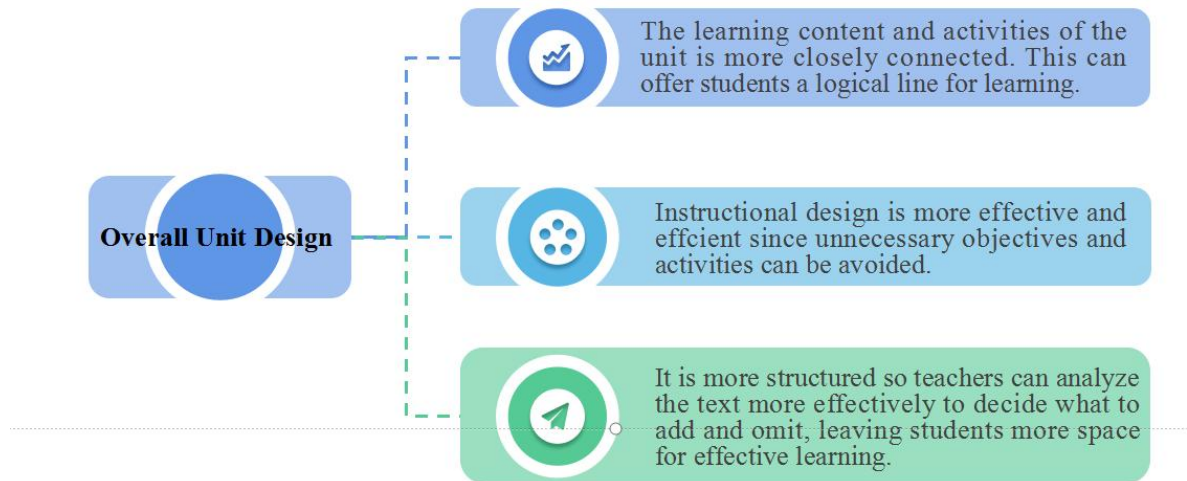 Overall Unit Design
The learning content and activities of the
unit is more closely connected. This can
offer students a logical line for learning.
Instructional design is more effective and
effcient since unnecessary objectives and
activities can be avoided.
It is more structured so teachers can analyze
the text more effectively to decide what to
add and omit, leaving students more space
for effective learning.